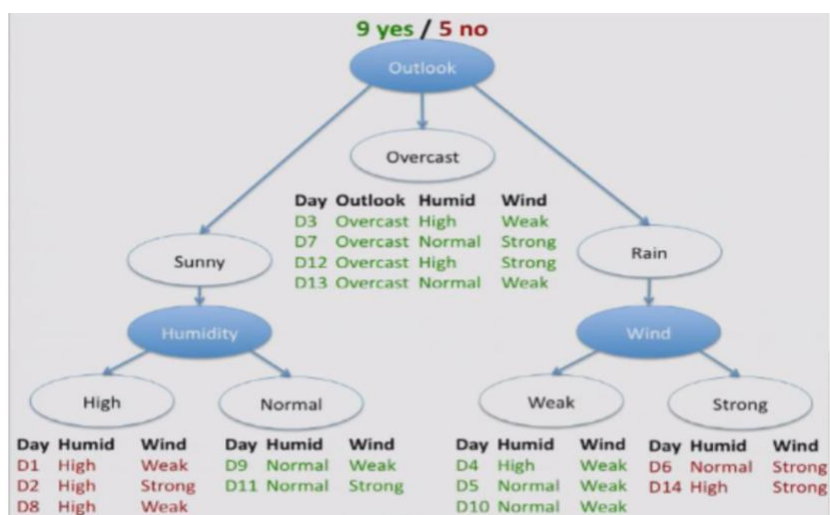 9 yes / 5 no
Outlook
Overcast
Day Outlook Humid Wind
D3 Overcast High Weak
D7 Overcast Normal Strong
D12 Overcast High Strong
D13 Overcast Normal Weak
Sunny
Rain
Humidity
Wind
High
Normal
Weak
Strong
Day Humid Wind
D1 High Weak
D2 High Strong
D8 High Weak
Day Humid Wind
D9 Normal Weak
D11 Normal Strong
Day Humid Wind
D4 High Weak
D5 Normal Weak
D10 Normal Weak
Day Humid Wind
D6 Normal Strong
D14 High Strong